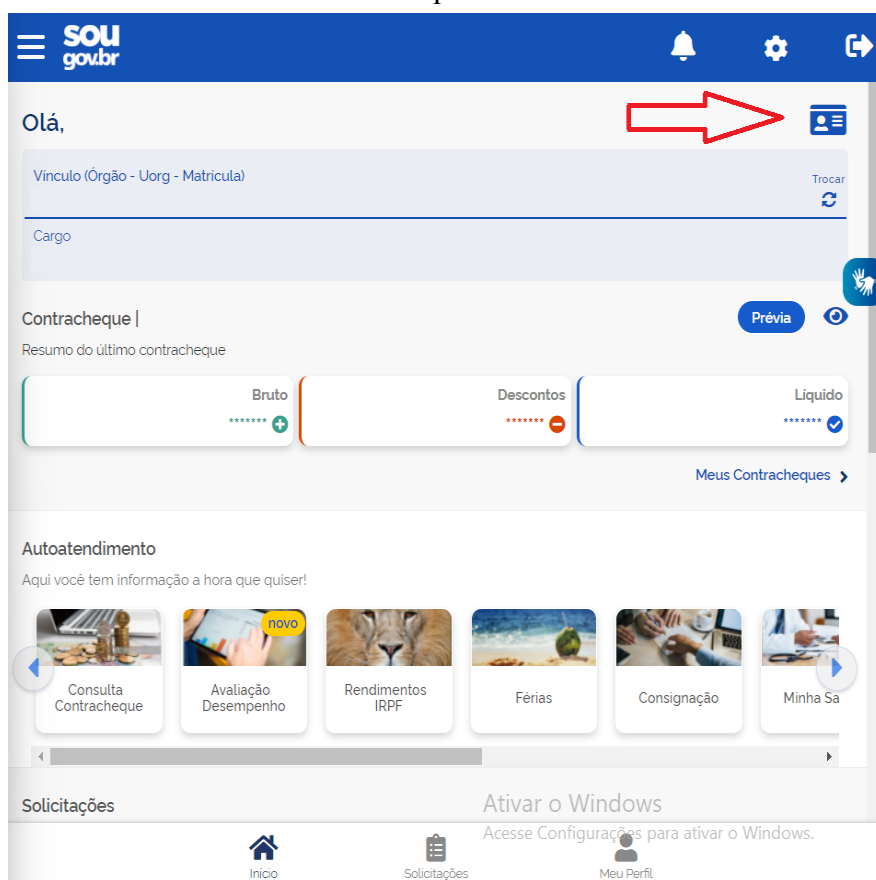 sou
gov.br
Olá,
Vínculo (Órgão - Uorg - Matrícula)
Trocar
Cargo
Contracheque |
Prévia
Resumo do último contracheque
Bruto
*******
Descontos
*******
Líquido
*******
Meus Contracheques
Autoatendimento
Aqui você tem informação a hora que quiser!
novo
Consulta
Contracheque
Avaliação
Desempenho
Rendimentos
IRPF
Férias
Consignação
Minha Sa
Solicitações
Ativar o Windows
Acesse Configurações para ativar o Windows.
Início
Solicitações
Meu Perfil